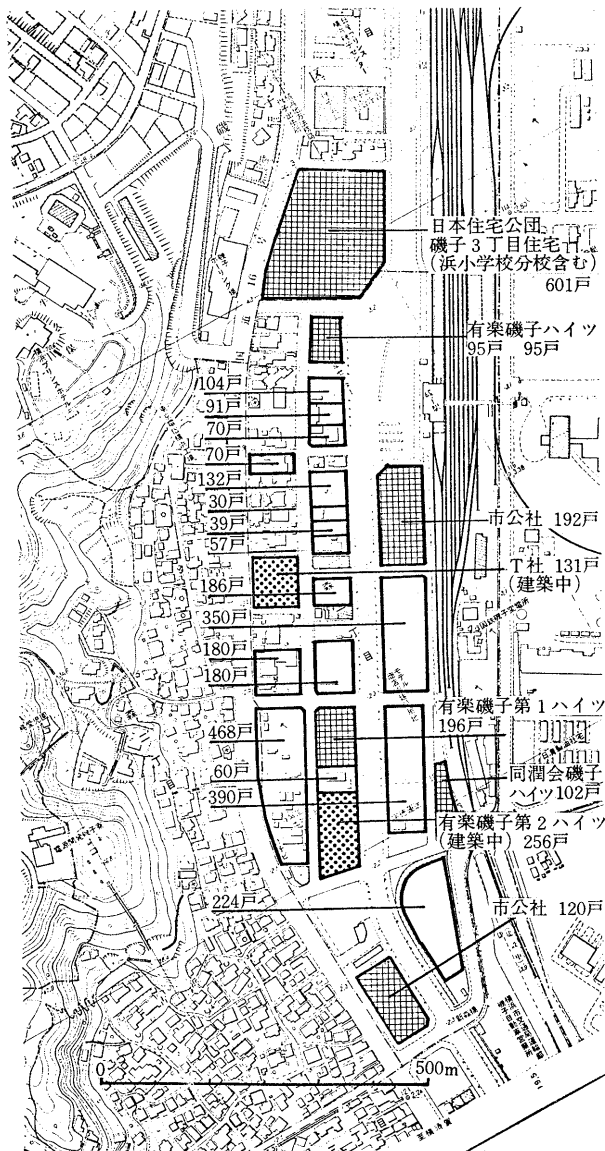 日本住宅公団
磯子3丁目住宅
(浜小学校分校含む)
601戸
有楽磯子ハイツ
95戸 95戸
104戸
91戸
70戸
70戸
132戸
30戸
39戸
57戸
市公社 192戸
T社 131戸
(建築中)
186戸
350戸
180戸
180戸
有楽磯子第1ハイツ
196戸
468戸
60戸
390戸
同潤会磯子
ハイツ102戸
有楽磯子第2ハイツ
(建築中) 256戸
224戸
市公社 120戸
0 500m